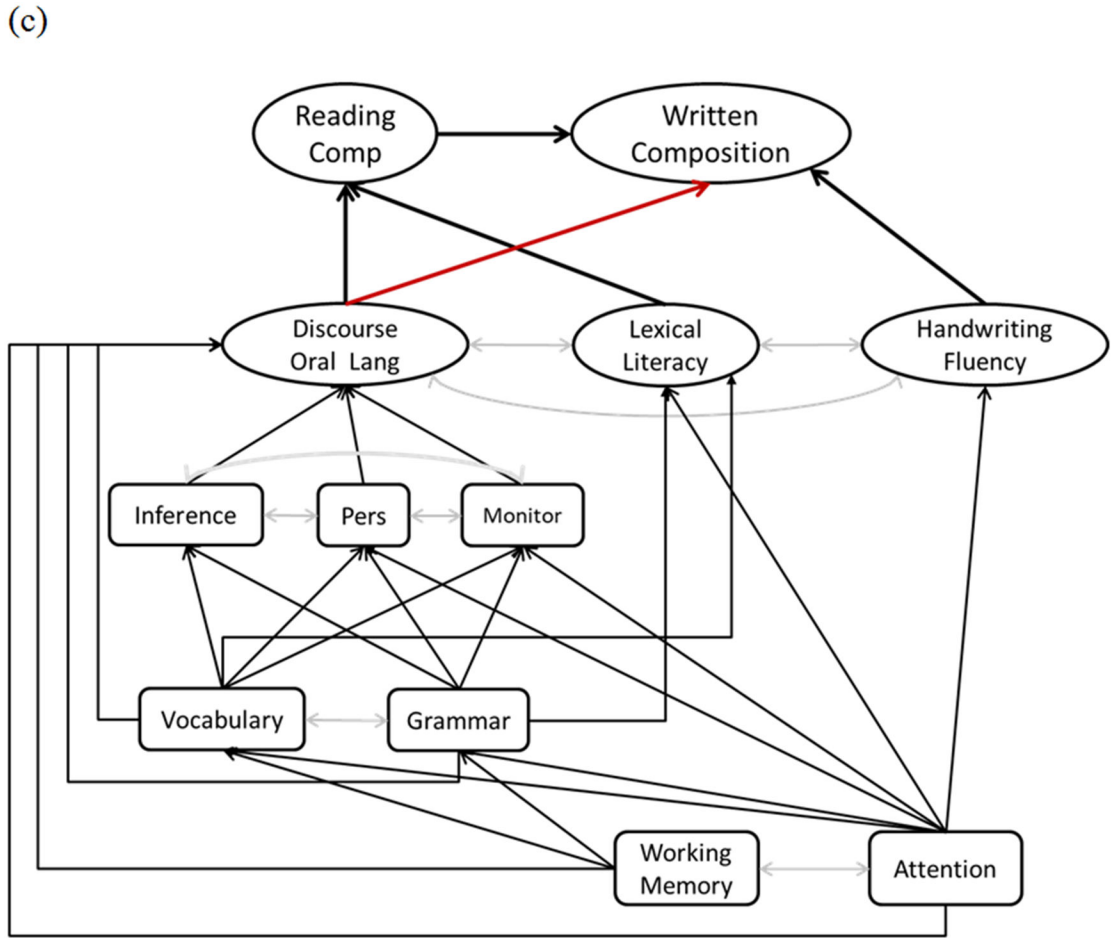 (c)
Reading
Comp
Written
Composition
Discourse
Oral Lang
Lexical
Literacy
Handwriting
Fluency
Inference
Pers
Monitor
Vocabulary
Grammar
Working
Memory
Attention